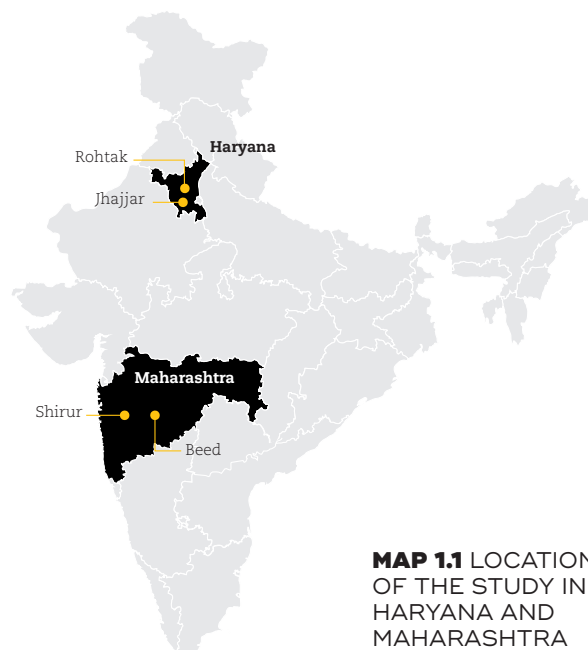 Haryana
Rohtak
Jhajjar
Maharashtra
Shirur
Beed
MAP 1.1 LOCATION
OF THE STUDY IN
HARYANA AND
MAHARASHTRA